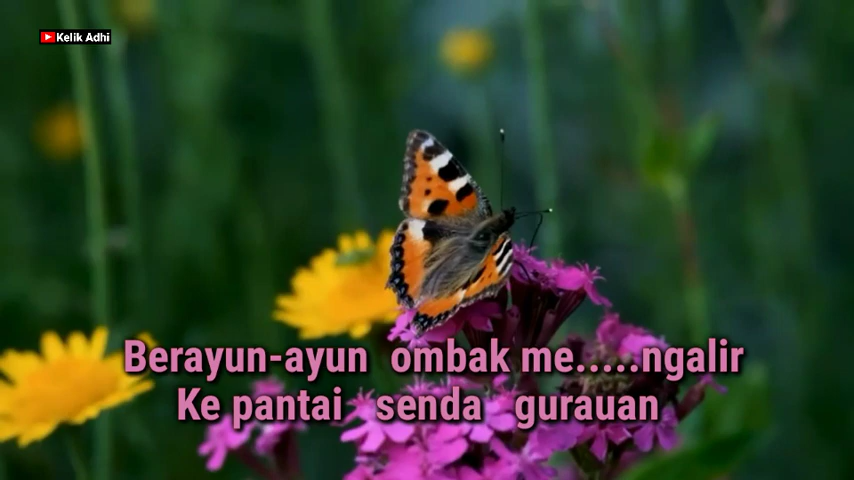 Kelik Adhi
Berayun-ayun ombak me.....ngalir
Ke pantai senda gurauan